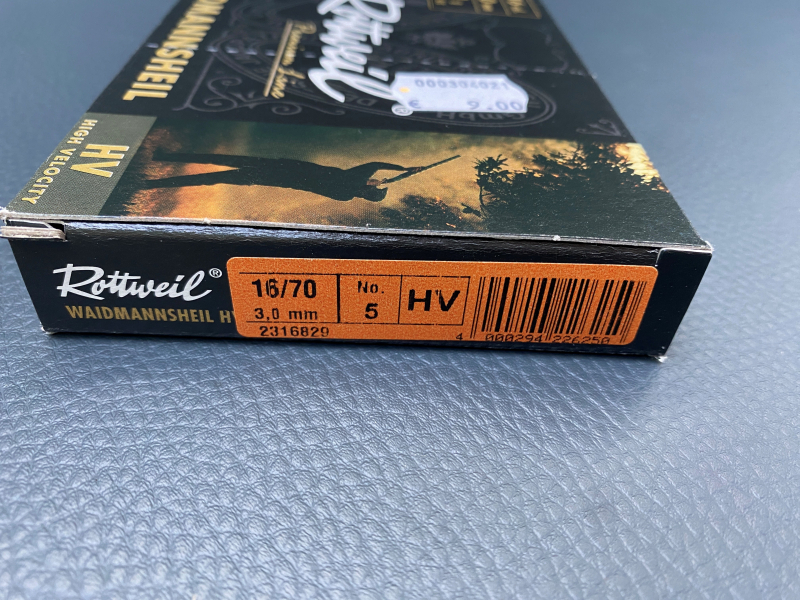 Rottweil®
Premium Line
WAIDMANNSHEIL
HV
HIGH VELOCITY
000304021
€ 9.00
Rottweil®
WAIDMANNSHEIL
16/70
3,0 mm
2316829
No.
5
HV
4 000294 226250